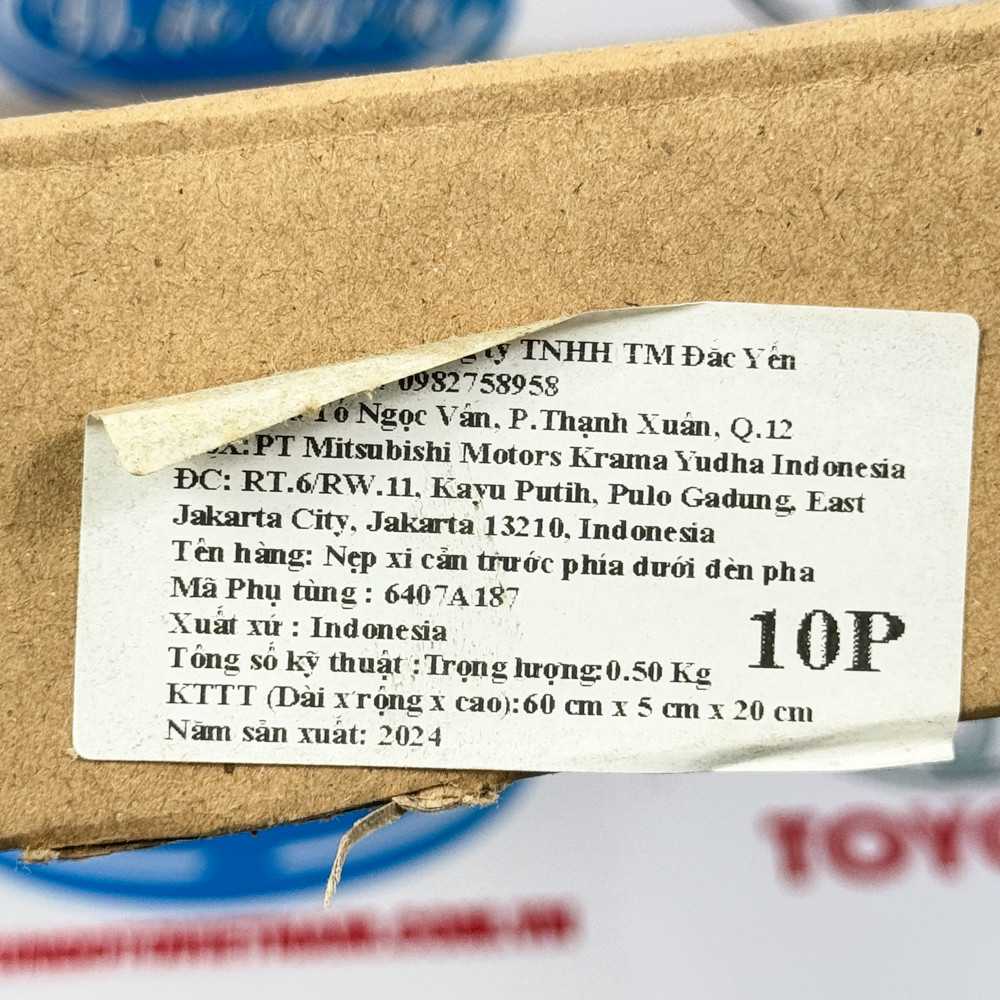 ty TNHH TM Đắc Yến
0982758958
Tô Ngọc Vân, P.Thạnh Xuân, Q.12
PT Mitsubishi Motors Krama Yudha Indonesia
ĐC: RT.6/RW.11, Kayu Putih, Pulo Gadung, East
Jakarta City, Jakarta 13210, Indonesia
Tên hàng: Nẹp xi cản trước phía dưới đèn pha
Mã Phụ tùng : 6407A187
Xuất xứ : Indonesia
Tổng số kỹ thuật :Trọng lượng:0.50 Kg
10P
KTTT (Dài x rộng x cao):60 cm x 5 cm x 20 cm
Năm sản xuất: 2024
TOYO